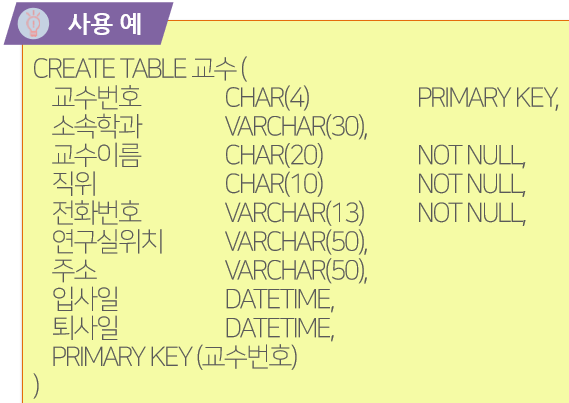 사용 예
CREATE TABLE 교수 (
교수번호 CHAR(4) PRIMARY KEY,
소속학과 VARCHAR(30),
교수이름 CHAR(20) NOT NULL,
직위 CHAR(10) NOT NULL,
전화번호 VARCHAR(13) NOT NULL,
연구실위치 VARCHAR(50),
주소 VARCHAR(50),
입사일 DATETIME,
퇴사일 DATETIME,
PRIMARY KEY (교수번호)
)